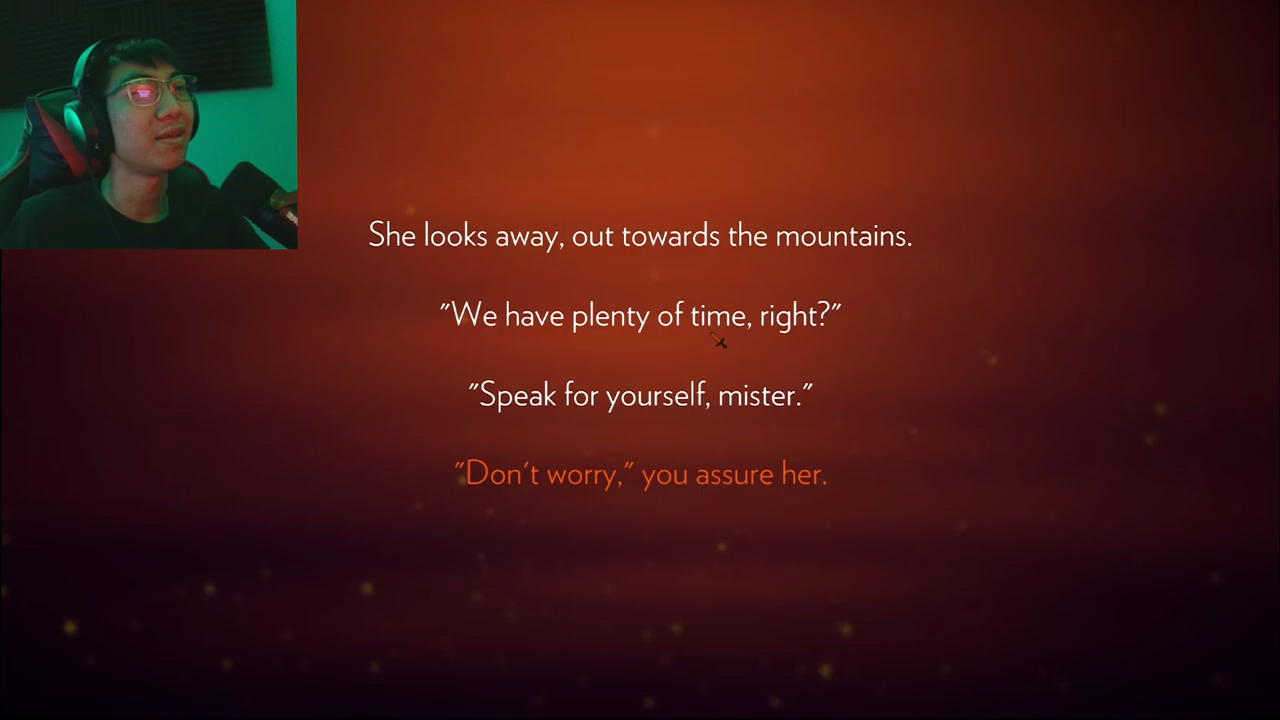 She looks away, out towards the mountains.
"We have plenty of time, right?"
"Speak for yourself, mister."
"Don't worry," you assure her.